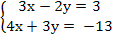 3x − 2y = 3
4x + 3y = −13